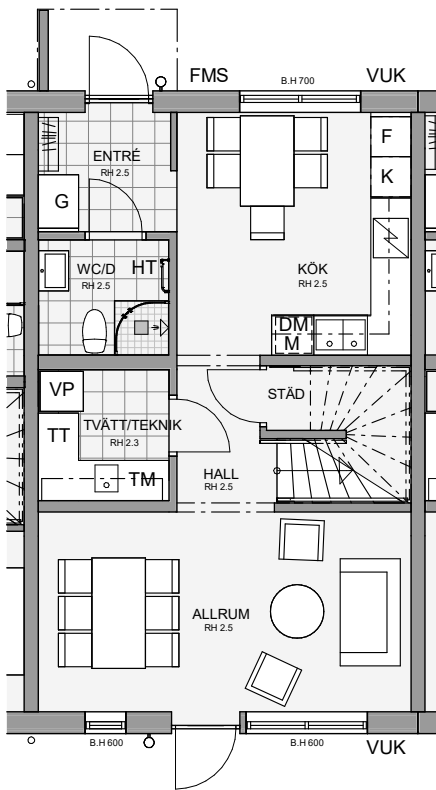 FMS
B.H 700
VUK
ENTRÉ
RH 2.5
F
K
G
WC/D
RH 2.5
HT
KÖK
RH 2.5
DM
M
VP
STÄD
TT
TVÄTT/TEKNIK
RH 2.3
TM
HALL
RH 2.5
ALLRUM
RH 2.5
B.H 600
B.H 600
VUK